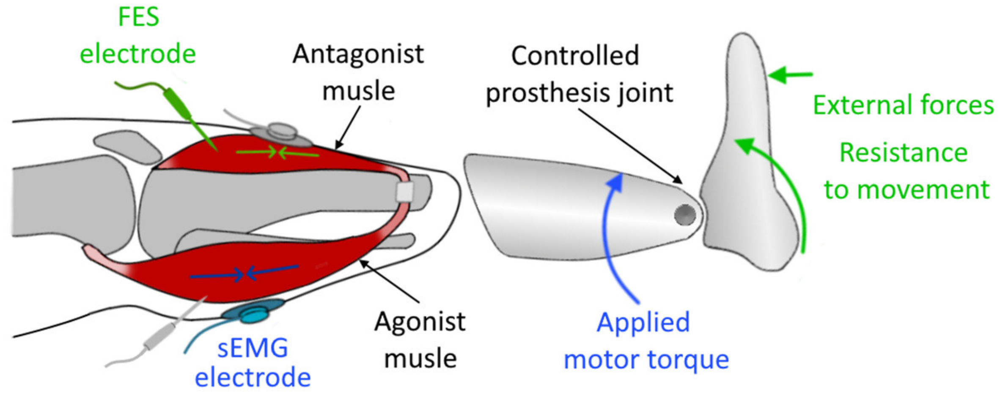 FES
electrode
Antagonist
musle
Controlled
prosthesis joint
External forces
Resistance
to movement
Agonist
musle
sEMG
electrode
Applied
motor torque